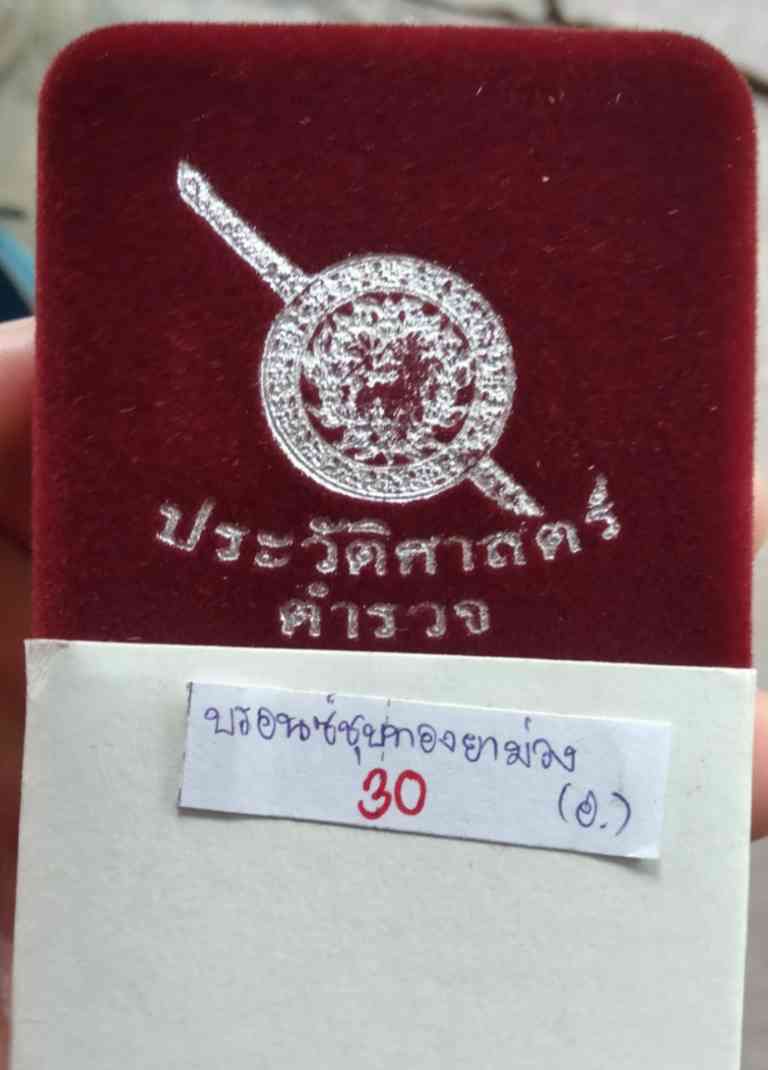 ประวัติศาสตร์
ตำรวจ
บรอนซ์ชุบทองยาม่วง
30 (อ.)